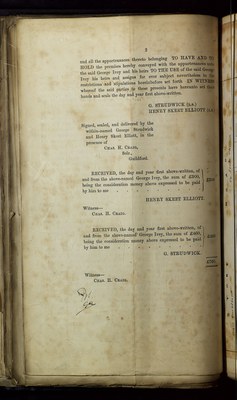 2
and all the appurtenances thereto belonging TO HAVE AND TO
HOLD the premises hereby conveyed with the appurtenances unto
the said George Ivey and his heirs TO THE USE of the said George
Ivey his heirs and assigns for ever subject nevertheless to the
restrictions and stipulations hereinbefore set forth IN WITNESS
whereof the said parties to these presents have hereunto set their
hands and seals the day and year first above-written.
G. STRUDWICK (L.S.)
HENRY SKEET ELLIOTT (L.S.)
Signed, sealed, and delivered by the
within-named George Strudwick
and Henry Skeet Elliott, in the
presence of
CHAS. H. CRAIG,
Guildford.
RECEIVED, the day and year first above-written, of
and from the above-named George Ivey, the sum of
being the consideration money above expressed to be paid
by him to me
HENRY SKEET ELLIOTT.
Witness—
CHAS. H. CRAIG.
RECEIVED, the day and year first above-written, of
and from the above-named George Ivey, the sum of
being the consideration money above expressed to be paid
by him to me
G. STRUDWICK.
Witness—
CHAS. H. CRAIG.